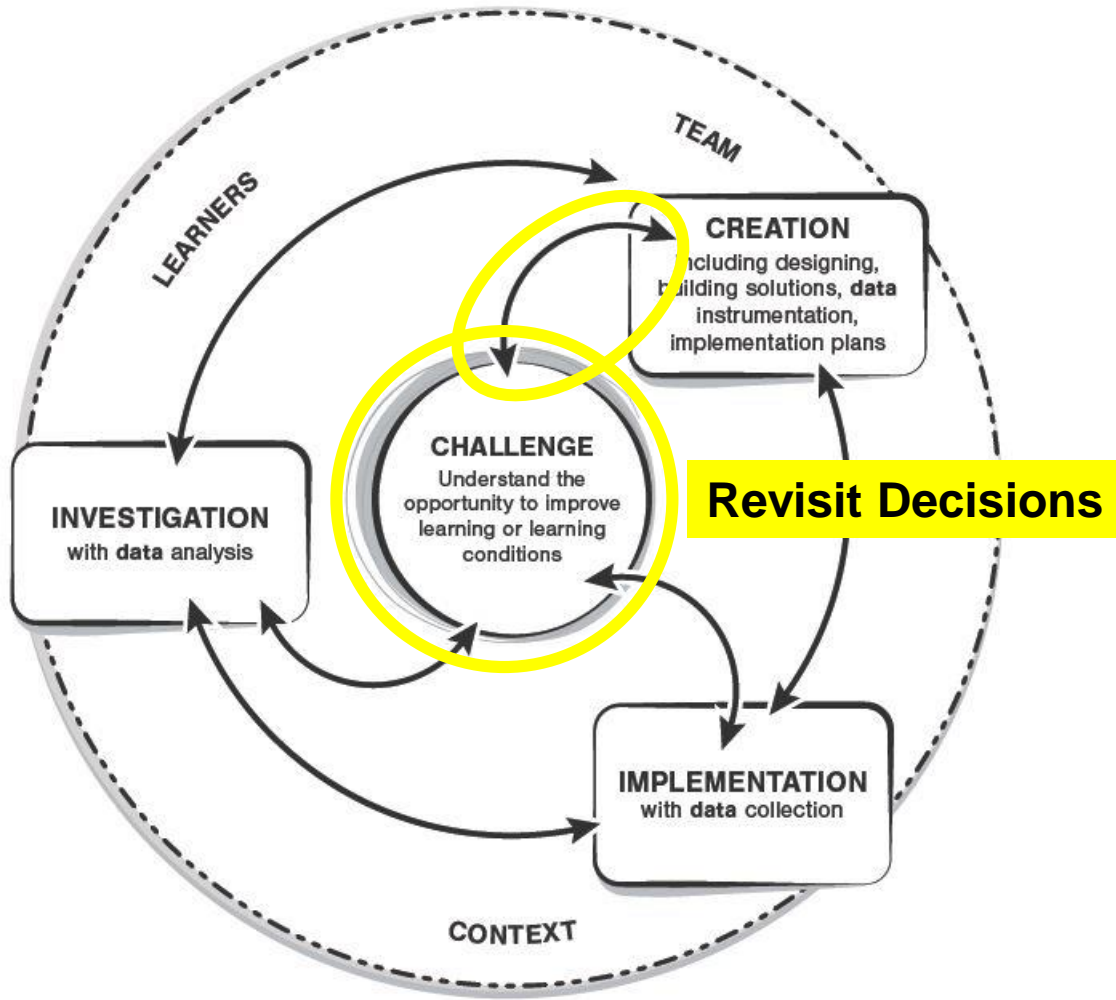 TEAM
LEARNERS
CREATION
including designing,
building solutions, data
instrumentation,
implementation plans
CHALLENGE
Understand the
opportunity to improve
learning or learning
conditions
Revisit Decisions
INVESTIGATION
with data analysis
IMPLEMENTATION
with data collection
CONTEXT